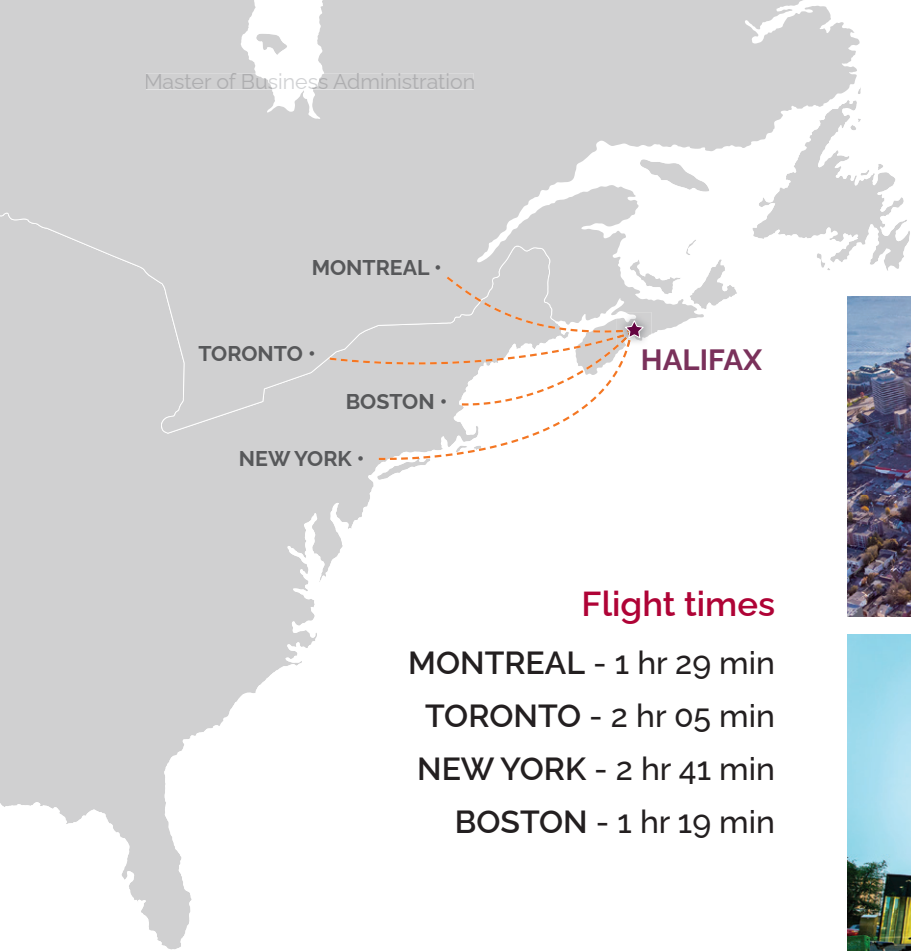 Master of Business Administration
MONTREAL
TORONTO
HALIFAX
BOSTON
NEW YORK
Flight times
MONTREAL - 1 hr 29 min
TORONTO - 2 hr 05 min
NEW YORK - 2 hr 41 min
BOSTON - 1 hr 19 min